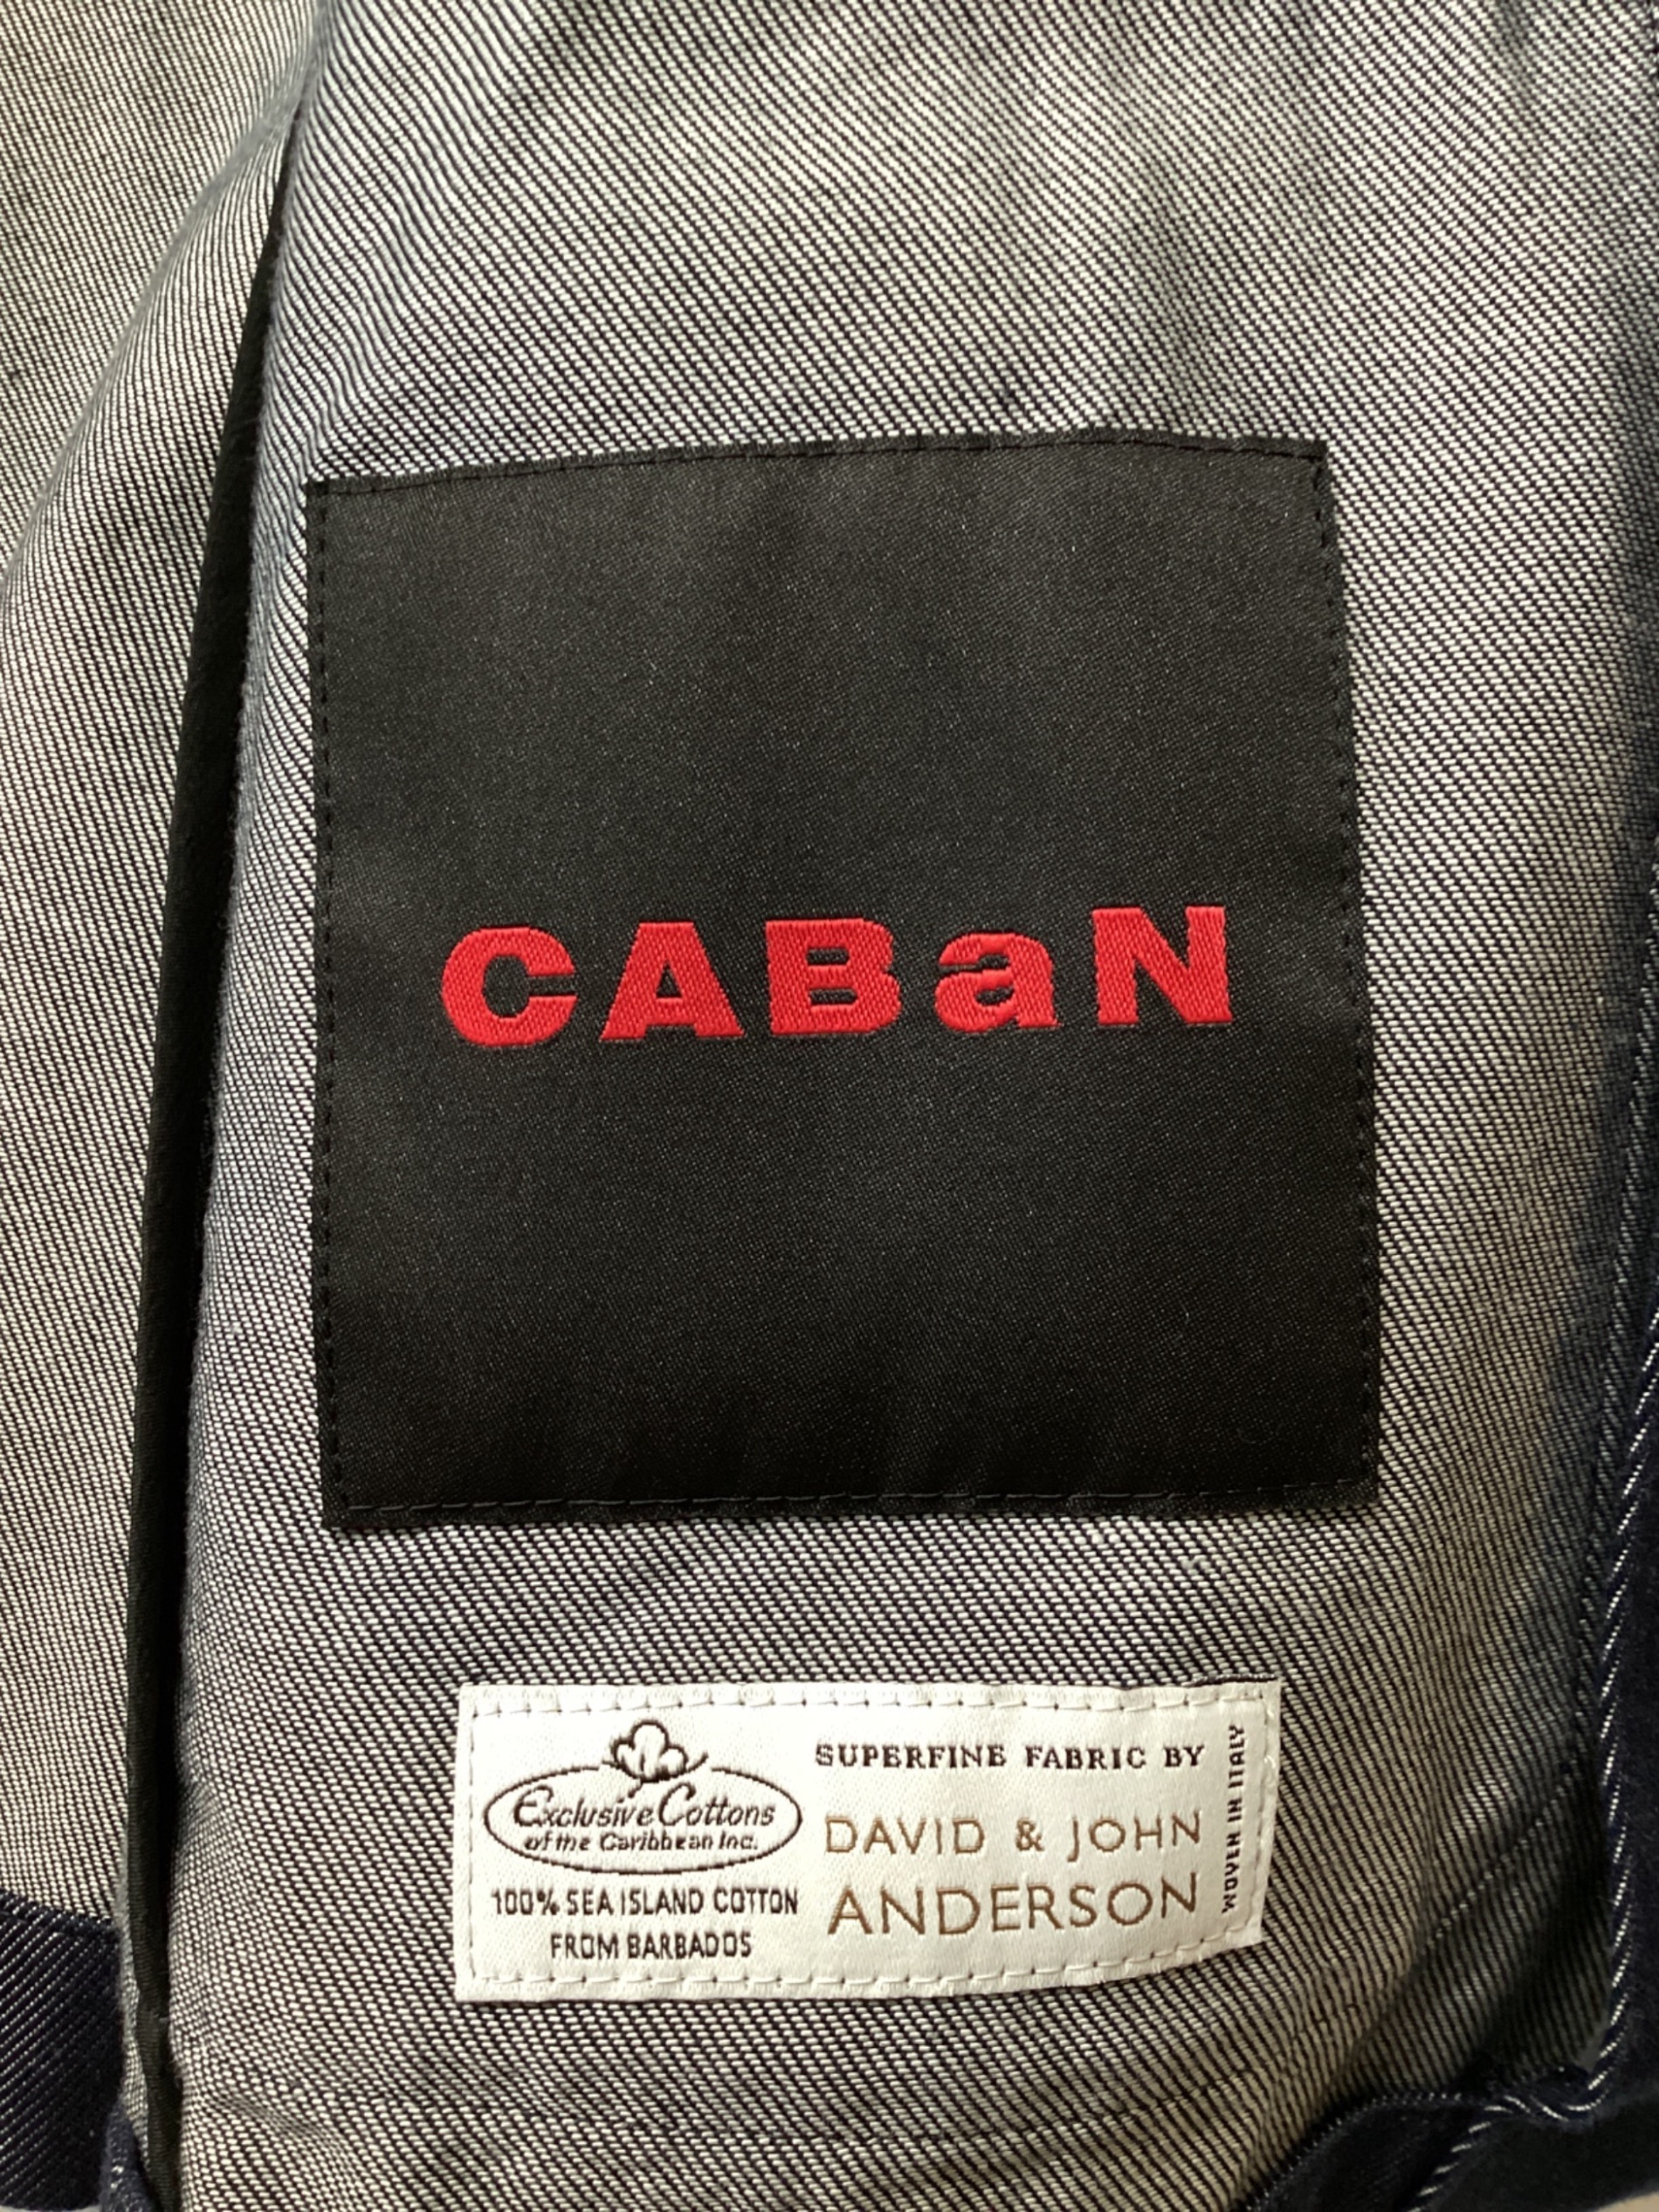 CABaN
Exclusive Cottons
of the Caribbean Inc.
100% SEA ISLAND COTTON
FROM BARBADOS
SUPERFINE FABRIC BY
DAVID & JOHN
ANDERSON
WOVEN IN ITALY